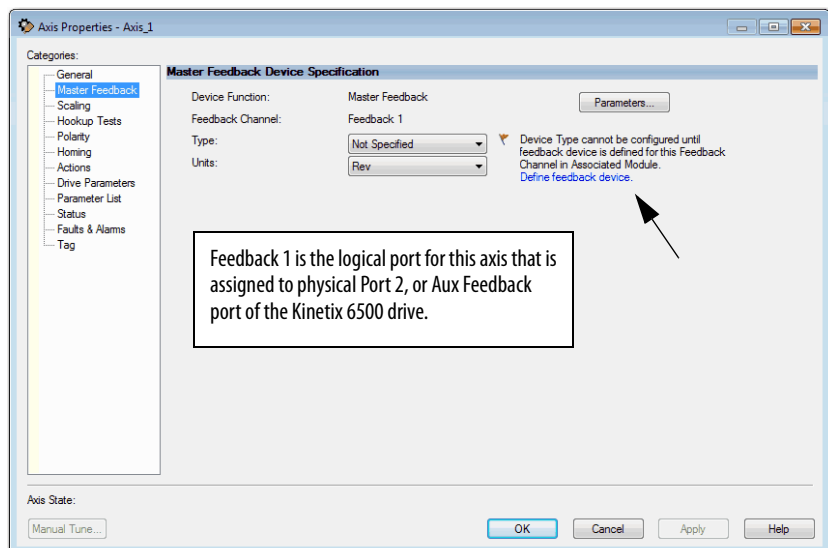 Axis Properties - Axis_1
Categories:
General
Master Feedback
Scaling
Hookup Tests
Polarity
Homing
Actions
Drive Parameters
Parameter List
Status
Faults & Alarms
Tag
Master Feedback Device Specification
Device Function:
Master Feedback
Parameters...
Feedback Channel:
Feedback 1
Type:
Not Specified
Device Type cannot be configured until
feedback device is defined for this Feedback
Channel in Associated Module.
Define feedback device.
Units:
Rev
Feedback 1 is the logical port for this axis that is
assigned to physical Port 2, or Aux Feedback
port of the Kinetix 6500 drive.
Axis State:
Manual Tune...
OK
Cancel
Apply
Help